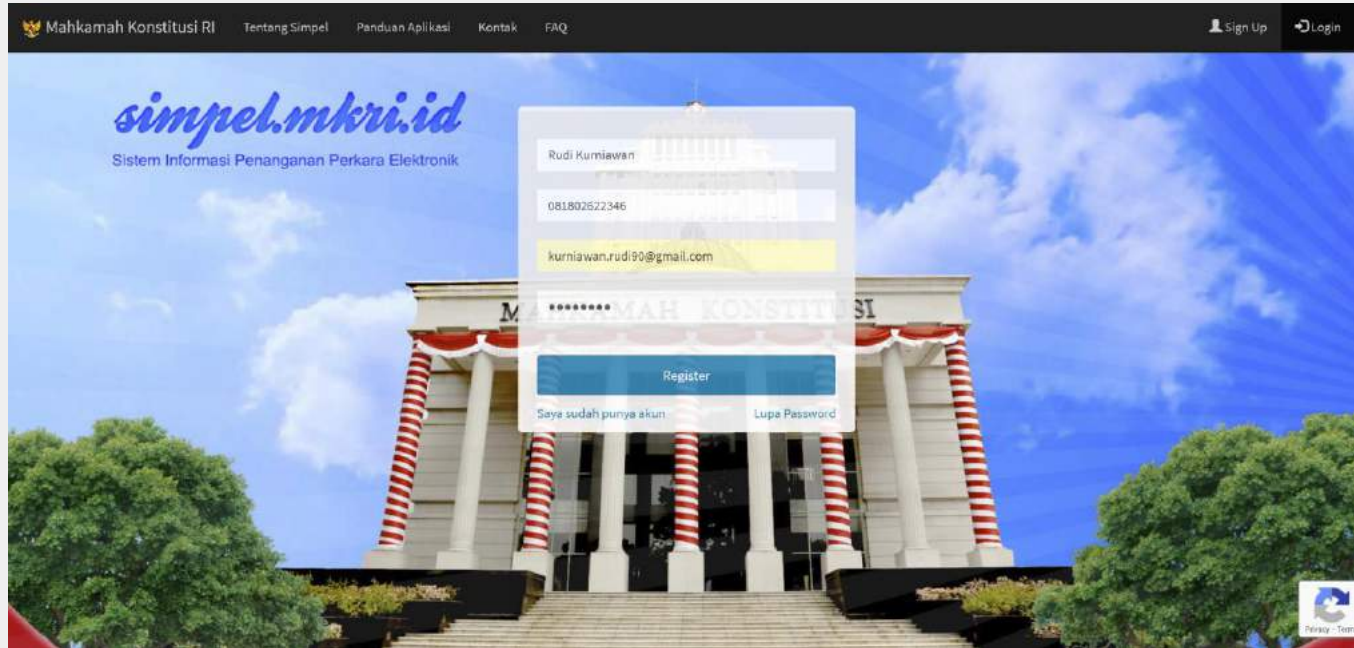 Mahkamah Konstitusi RI Tentang Simpel Panduan Aplikasi Kontak FAQ Sign Up Login
simpel.mkri.id
Sistem Informasi Penanganan Perkara Elektronik
Rudi Kurniawan
081802622346
kurniawan.rudi90@gmail.com
••••••••
MAHKAMAH KONSTITUSI
Register
Saya sudah punya akun Lupa Password
Privacy - Term